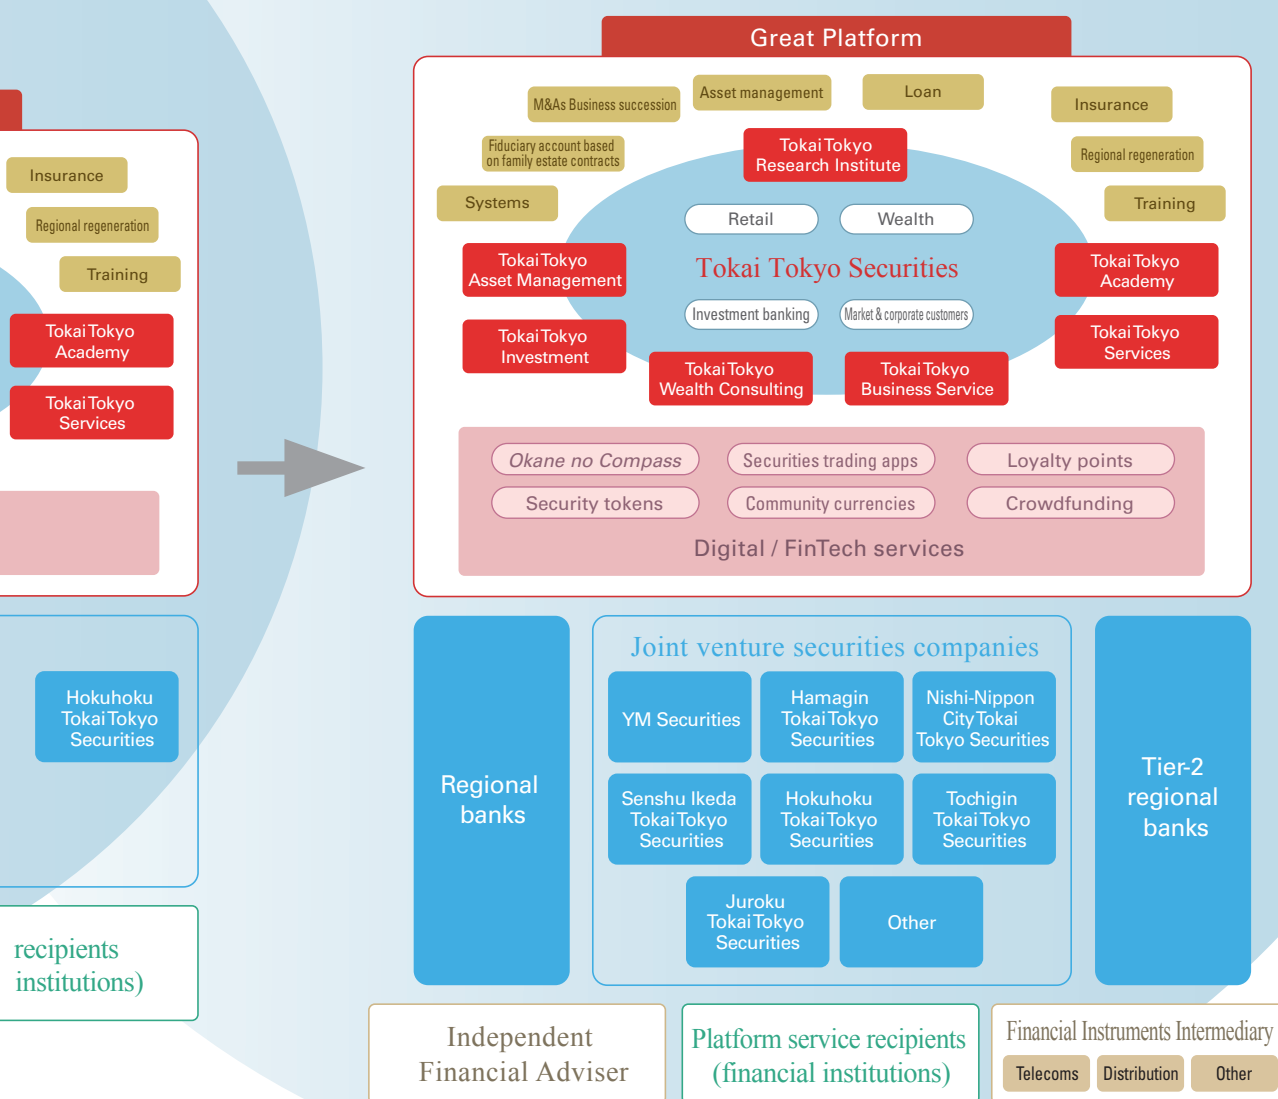 Insurance
Regional regeneration
Training
Tokai Tokyo
Academy
Tokai Tokyo
Services
Hokuhoku
Tokai Tokyo
Securities
recipients
institutions)
Great Platform
M&As Business succession
Asset management
Loan
Insurance
Fiduciary account based
on family estate contracts
Regional regeneration
Systems
Training
Tokai Tokyo
Research Institute
Retail
Wealth
Tokai Tokyo Securities
Investment banking
Market & corporate customers
Tokai Tokyo
Asset Management
Tokai Tokyo
Academy
Tokai Tokyo
Investment
Tokai Tokyo
Services
Tokai Tokyo
Wealth Consulting
Tokai Tokyo
Business Service
Okane no Compass
Securities trading apps
Loyalty points
Security tokens
Community currencies
Crowdfunding
Digital / FinTech services
Regional
banks
Joint venture securities companies
YM Securities
Hamagin
Tokai Tokyo
Securities
Nishi-Nippon
City Tokai
Tokyo Securities
Senshu Ikeda
Tokai Tokyo
Securities
Hokuhoku
Tokai Tokyo
Securities
Tochigin
Tokai Tokyo
Securities
Juroku
Tokai Tokyo
Securities
Other
Tier-2
regional
banks
Independent
Financial Adviser
Platform service recipients
(financial institutions)
Financial Instruments Intermediary
Telecoms
Distribution
Other